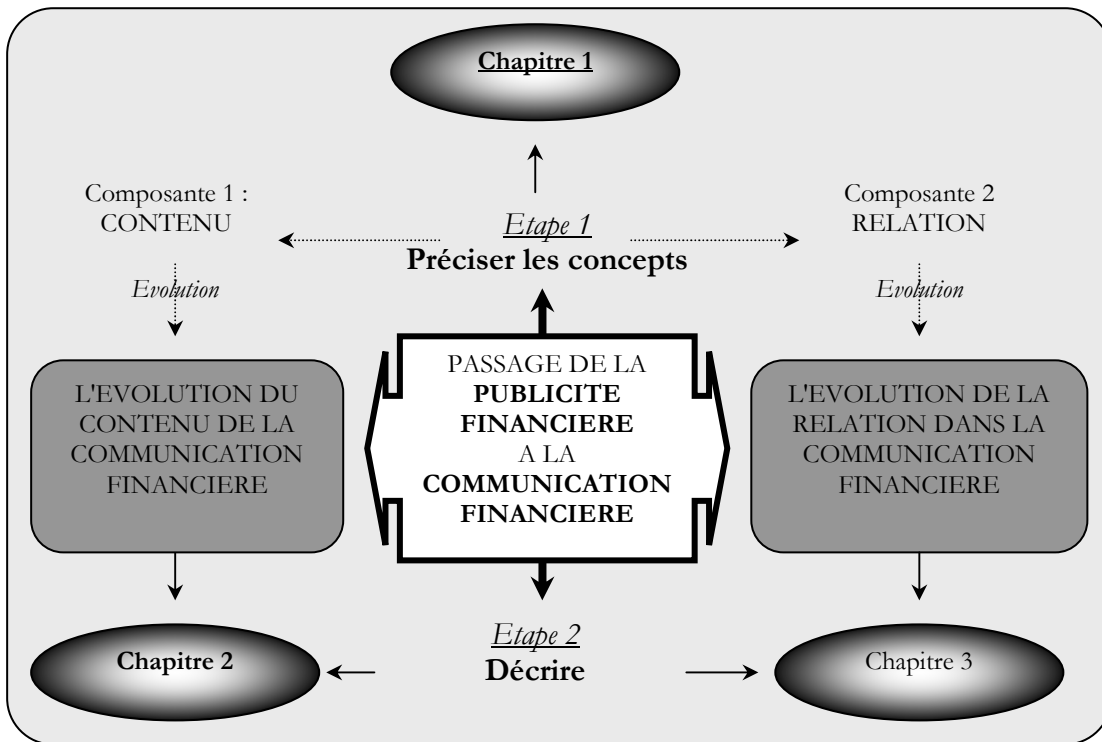 Chapitre 1
Composante 1 :
CONTENU
Composante 2
RELATION
Etape 1
Préciser les concepts
Evolution
Evolution
L'EVOLUTION DU
CONTENU DE LA
COMMUNICATION
FINANCIERE
PASSAGE DE LA
PUBLICITE
FINANCIERE
A LA
COMMUNICATION
FINANCIERE
L'EVOLUTION DE LA
RELATION DANS LA
COMMUNICATION
FINANCIERE
Etape 2
Décrire
Chapitre 2
Chapitre 3